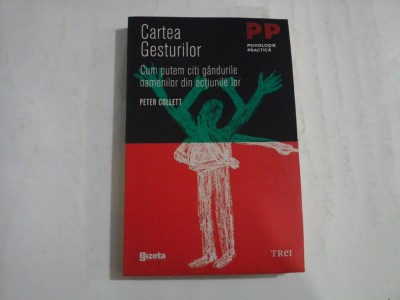 Cartea
Gesturilor
PP
PSIHOLOGIE
PRACTICĂ
Cum putem citi gândurile
oamenilor din acțiunile lor
PETER COLLETT
gazeta
TREI